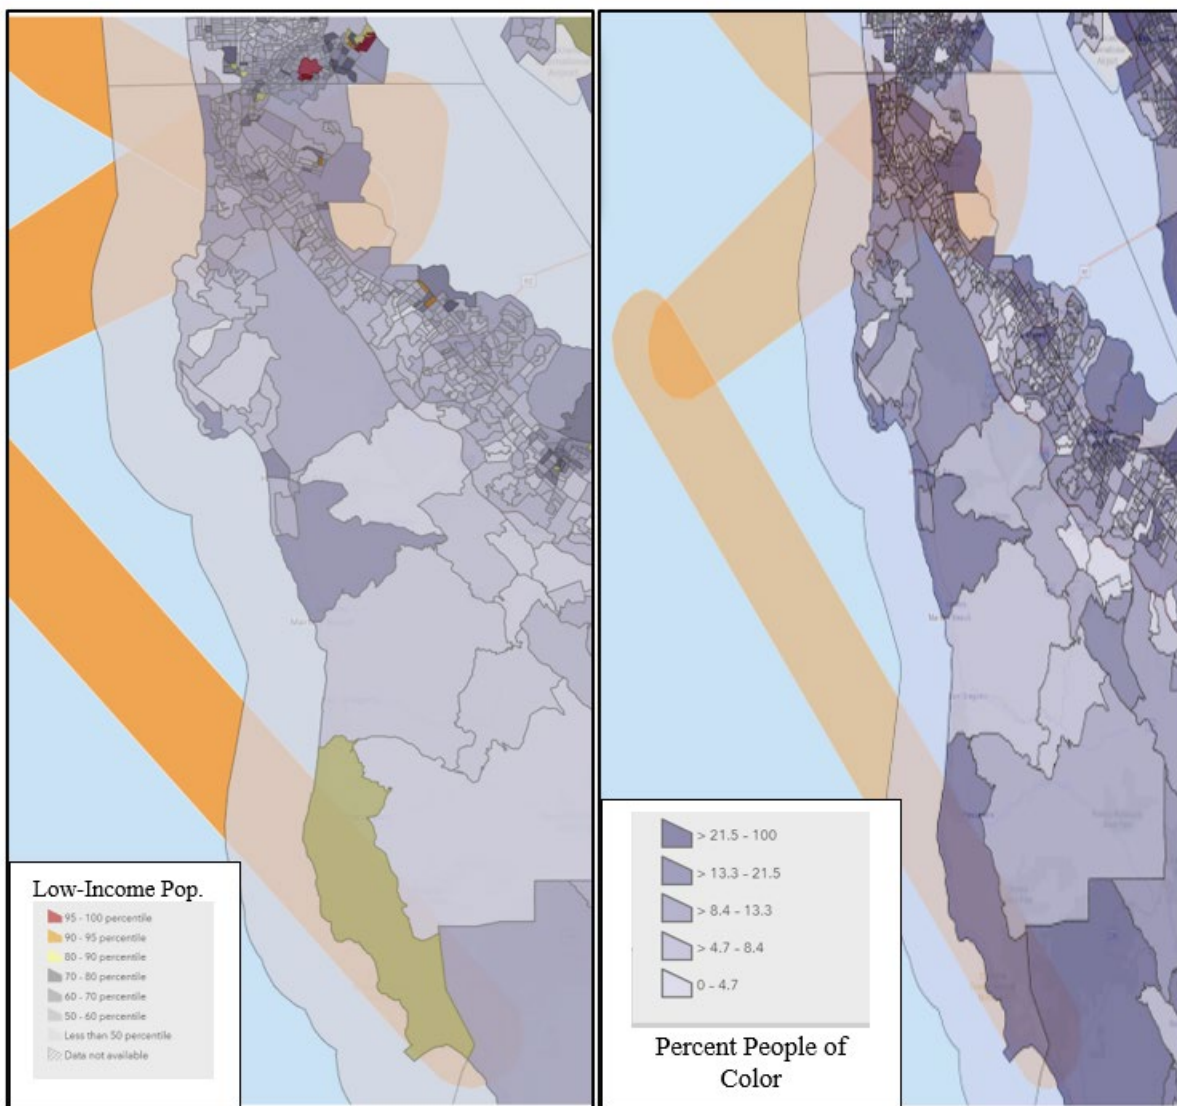 Low-Income Pop.
95 - 100 percentile
90 - 95 percentile
80 - 90 percentile
70 - 80 percentile
60 - 70 percentile
50 - 60 percentile
Less than 50 percentile
Data not available
> 21.5 - 100
> 13.3 - 21.5
> 8.4 - 13.3
> 4.7 - 8.4
0 - 4.7
Percent People of
Color